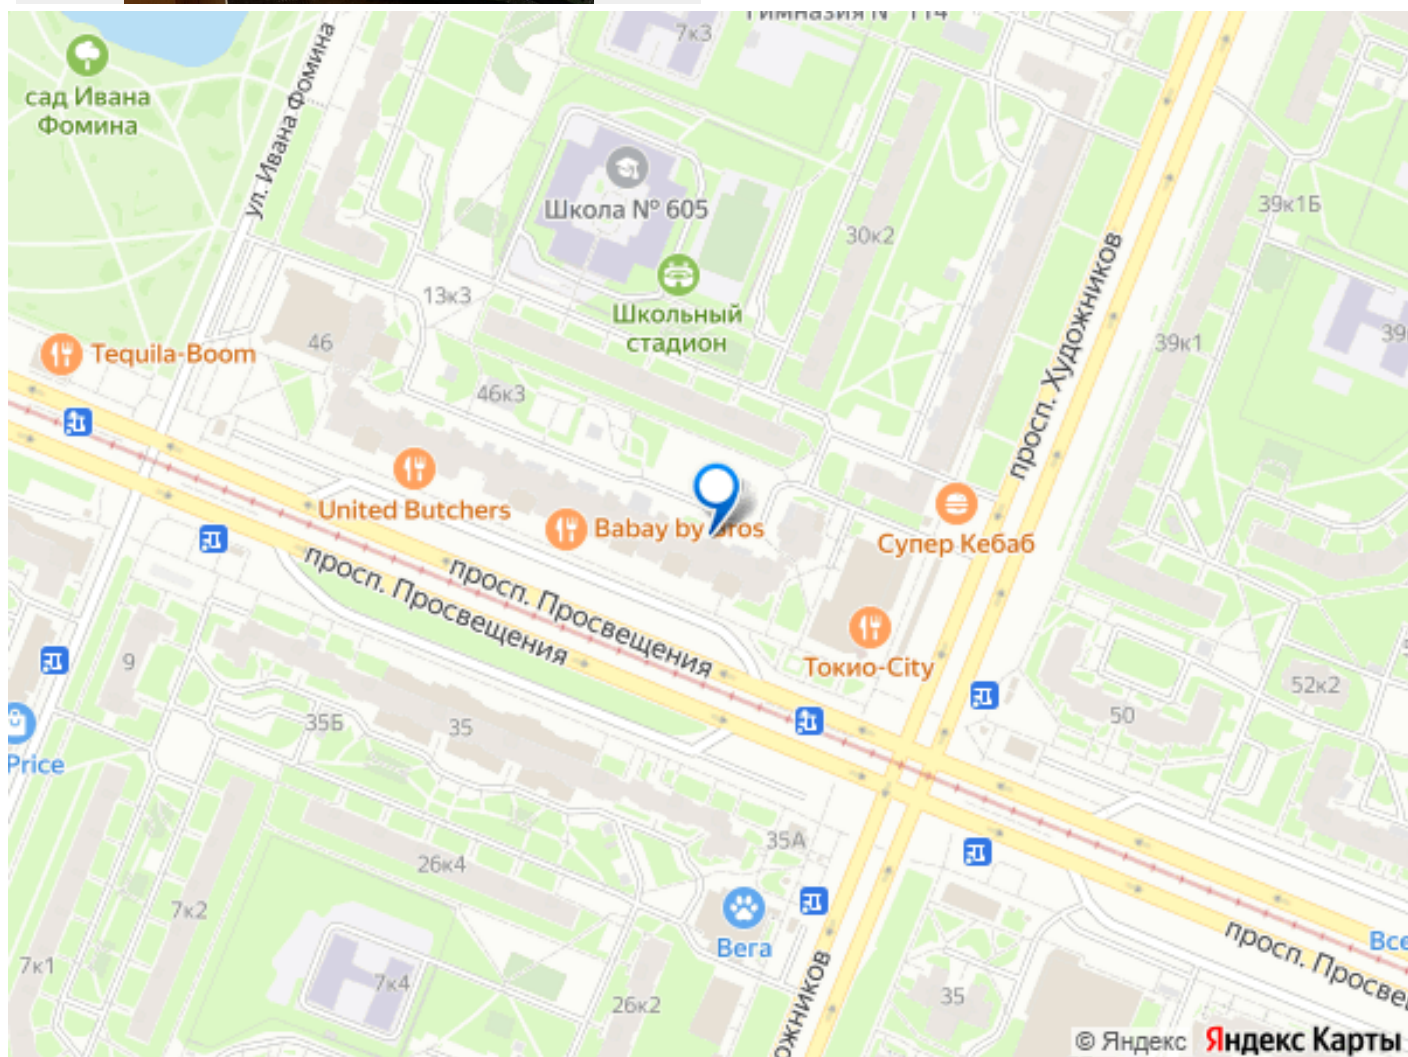 Гимназия № 114
7к3
сад Ивана
Фомина
ул. Ивана Фомина
Школа № 605
39к1Б
30к2
просп. Художников
13к3
Школьный
стадион
46
39к1
Tequila-Boom
46к3
United Butchers
Babay by Bros
Супер Кебаб
просп. Просвещения
просп. Просвещения
Токио-City
9
52к2
35Б
35
50
Price
35А
26к4
7к2
Вега
7к1
7к4
26к2
35
© Яндекс
Яндекс Карты